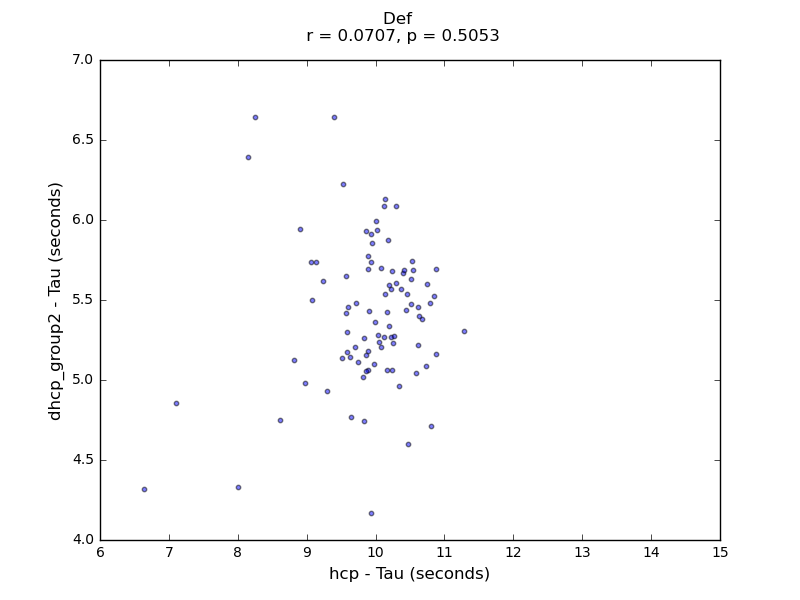 Def
r = 0.0707, p = 0.5053
7.0
6.5
6.0
5.5
5.0
4.5
4.0
dhcp_group2 - Tau (seconds)
6 7 8 9 10 11 12 13 14 15
hcp - Tau (seconds)